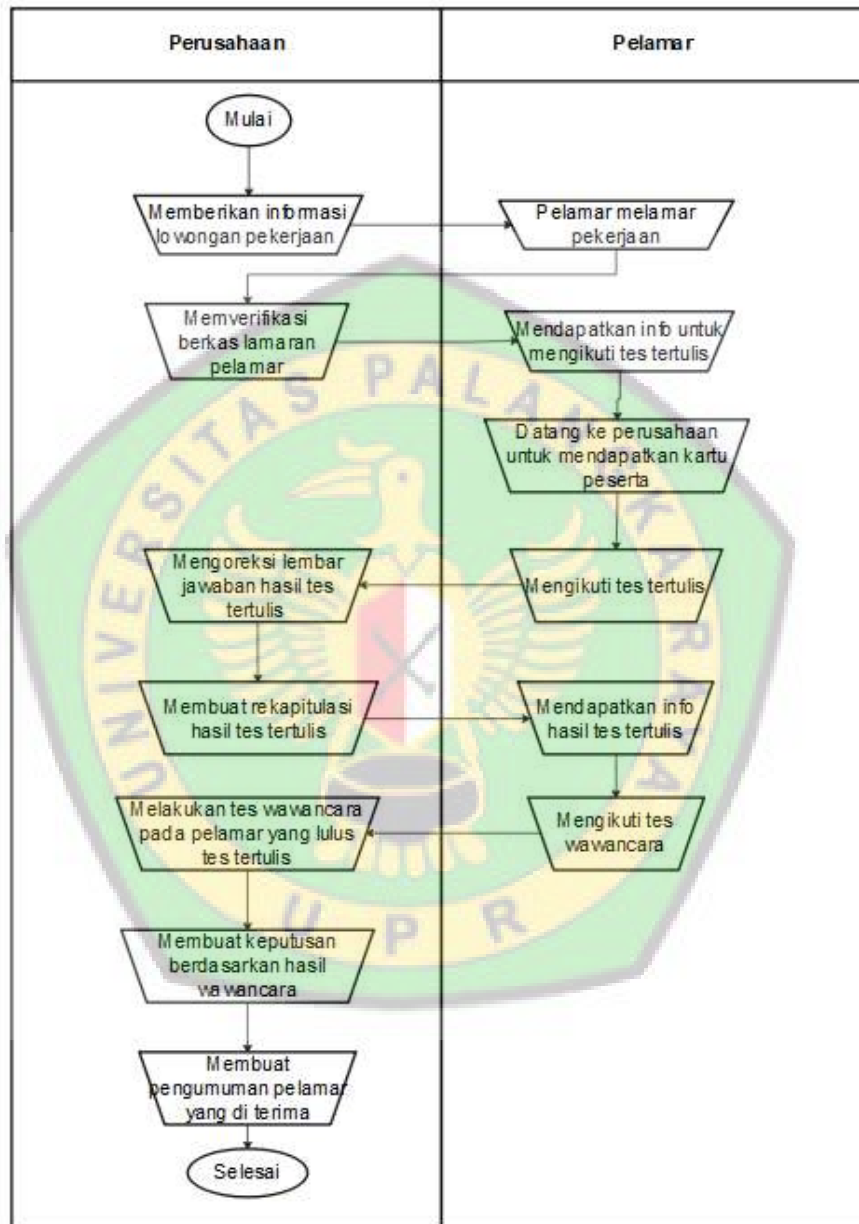 Perusahaan
Pelamar
Mulai
Memberikan informasi
lowongan pekerjaan
Pelamar melamar
pekerjaan
Memverifikasi
berkas lamaran
pelamar
Mendapatkan info untuk
mengikuti tes tertulis
Datang ke perusahaan
untuk mendapatkan kartu
peserta
Mengikuti tes tertulis
Mengoreksi lembar
jawaban hasil tes
tertulis
Membuat rekapitulasi
hasil tes tertulis
Mendapatkan info
hasil tes tertulis
Mengikuti tes
wawancara
Melakukan tes wawancara
pada pelamar yang lulus
tes tertulis
Membuat keputusan
berdasarkan hasil
wawancara
Membuat
pengumuman pelamar
yang di terima
Selesai
UNIVERSITAS PALANGKARAYA
UPR